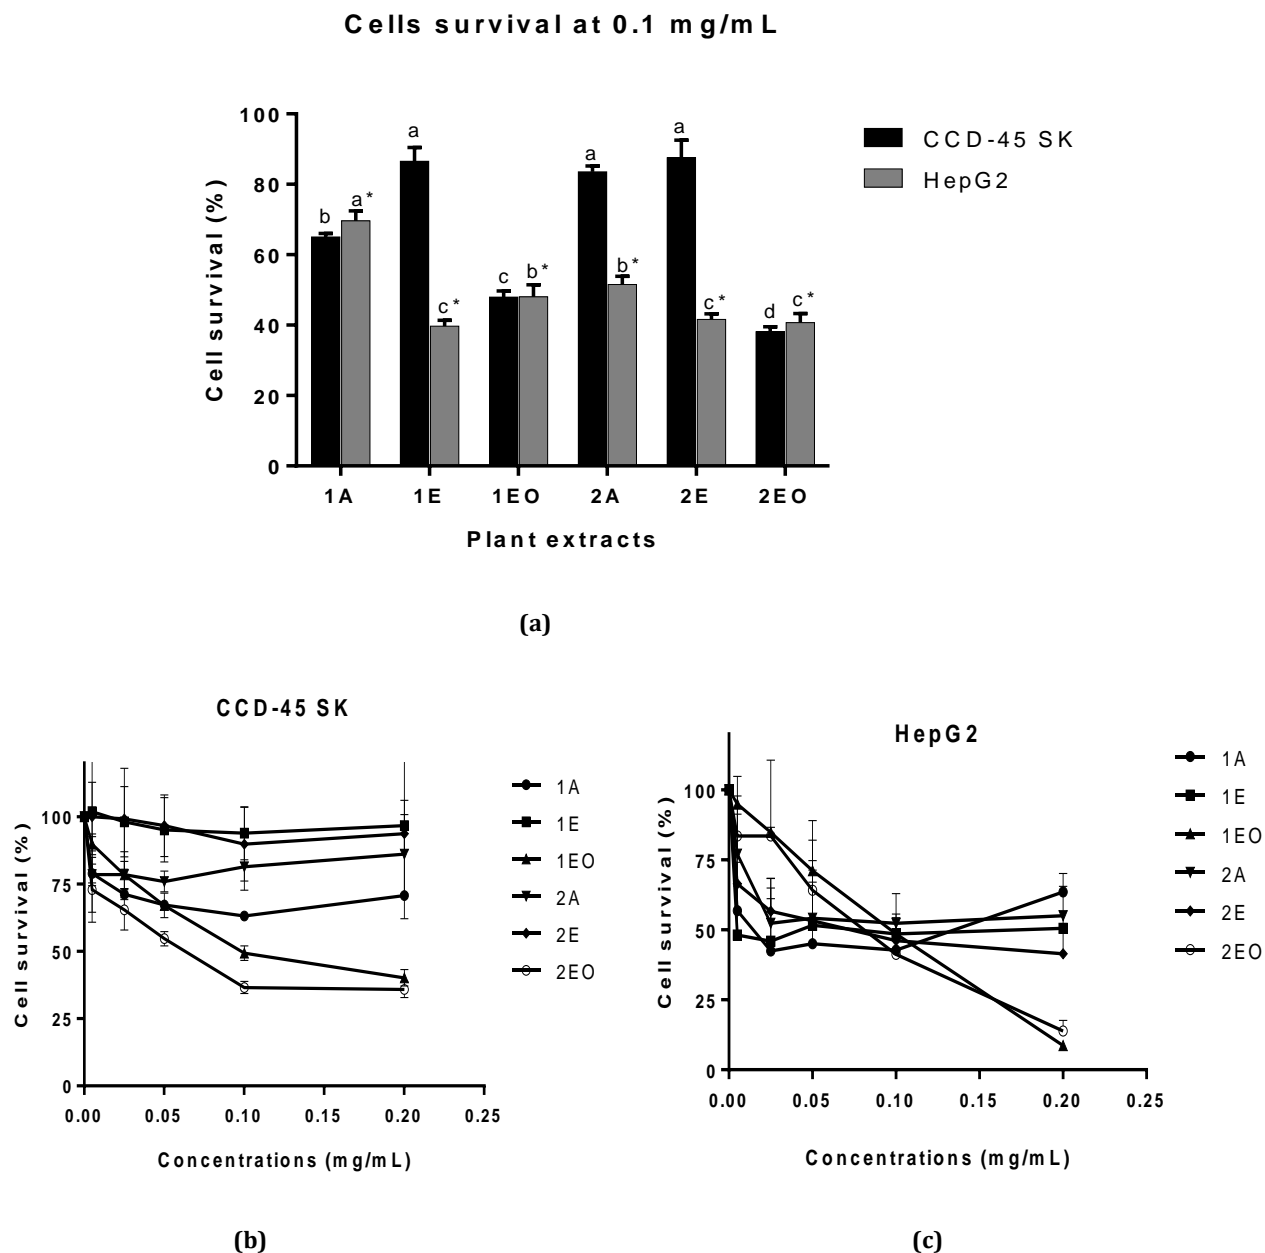 Cells survival at 0.1 mg/mL
CCD-45 SK
HepG2
Cell survival (%)
100
80
60
40
20
0
b
a*
a
c*
c
b*
a
b*
a
c*
d
c*
1A
1E
1EO
2A
2E
2EO
Plant extracts
(a)
CCD-45 SK
Cell survival (%)
100
75
50
25
0
0.00
0.05
0.10
0.15
0.20
0.25
Concentrations (mg/mL)
1A
1E
1EO
2A
2E
2EO
(b)
HepG2
Cell survival (%)
100
75
50
25
0
0.00
0.05
0.10
0.15
0.20
0.25
Concentrations (mg/mL)
1A
1E
1EO
2A
2E
2EO
(c)